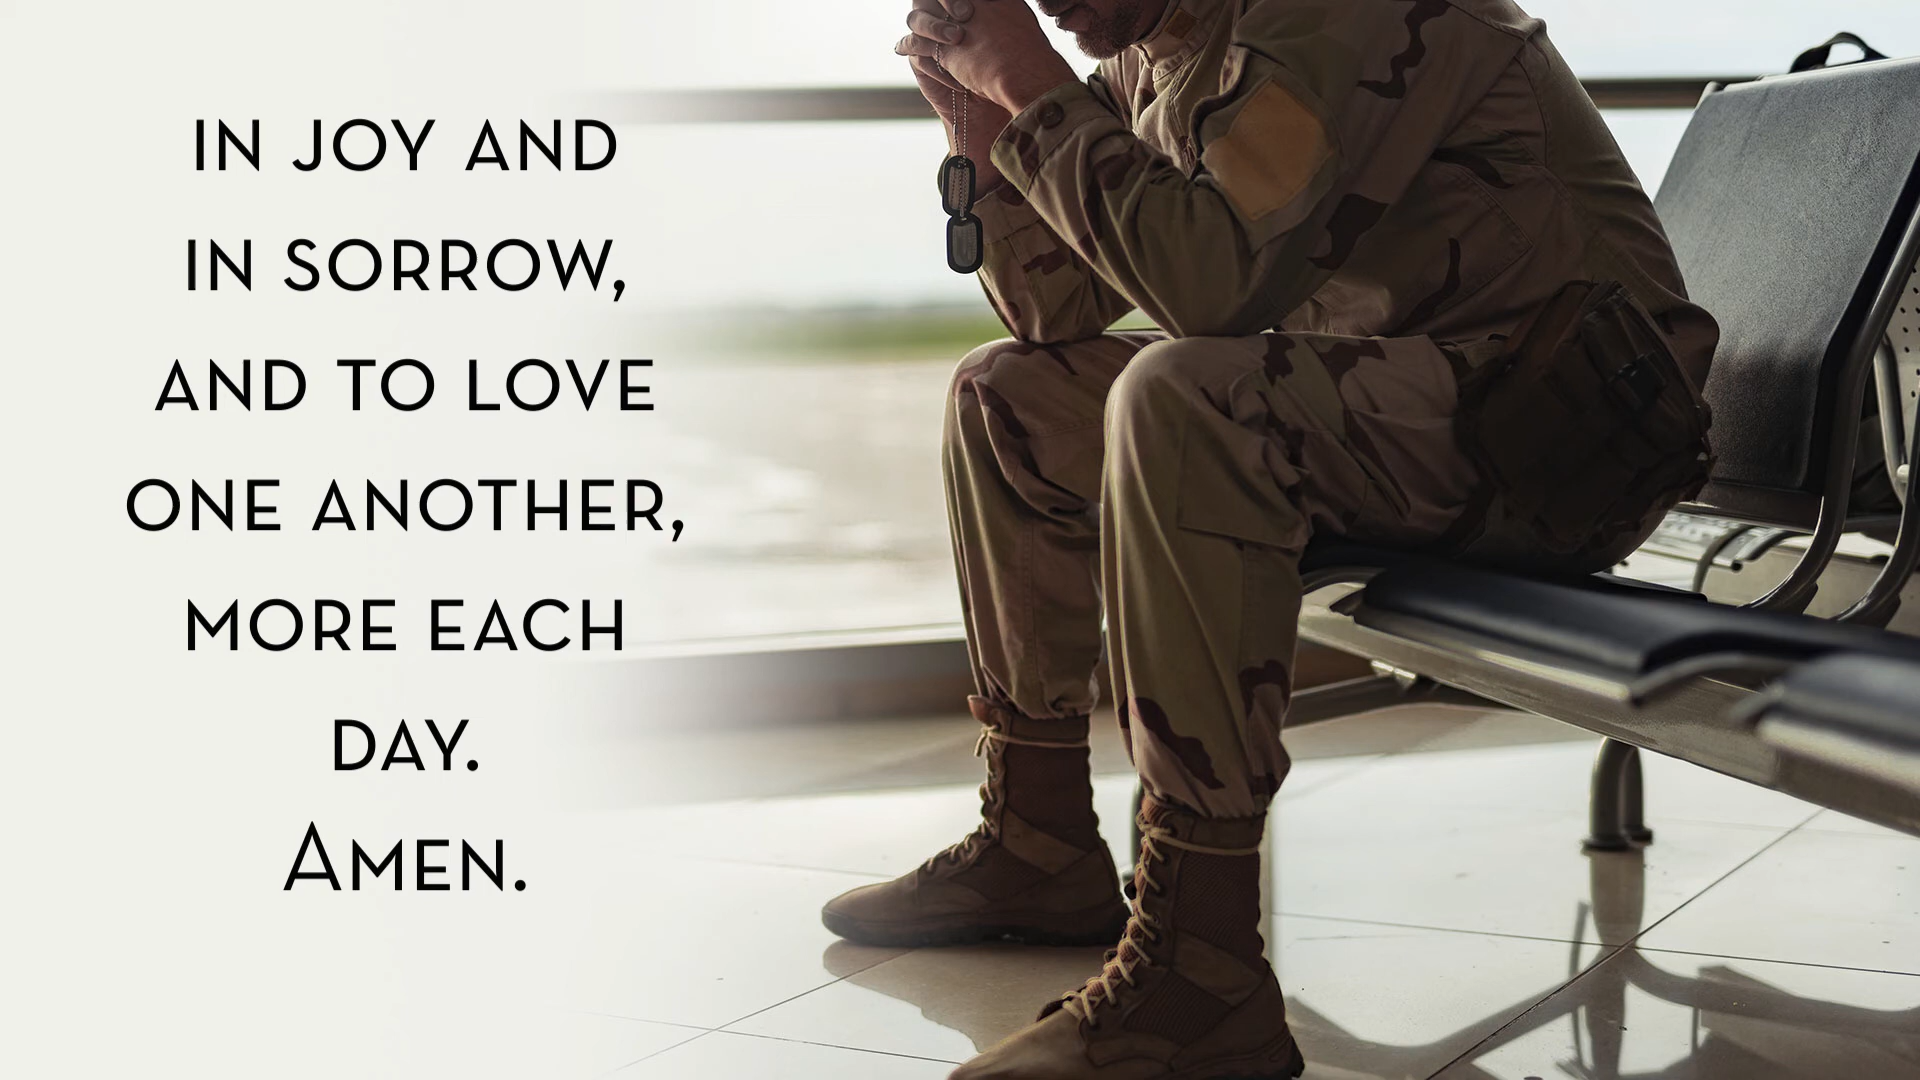 IN JOY AND
IN SORROW,
AND TO LOVE
ONE ANOTHER,
MORE EACH
DAY.
AMEN.